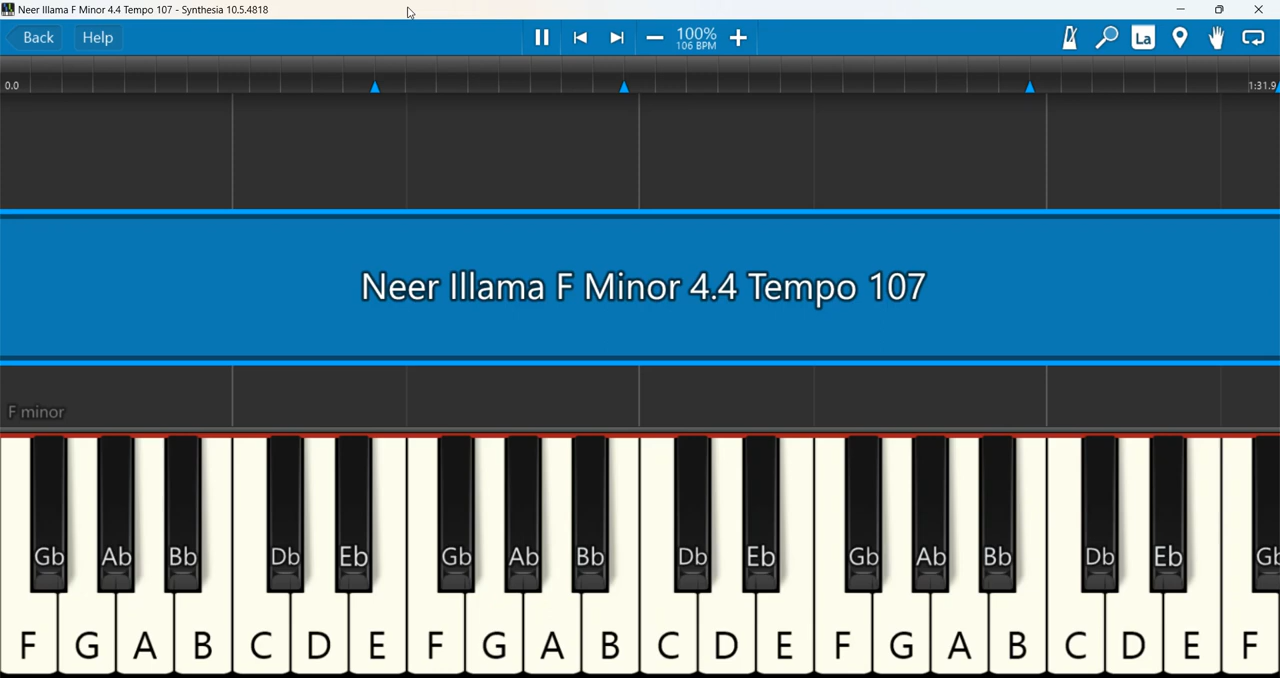 Neer Illama F Minor 4.4 Tempo 107 - Synthesia 10.5.4818
Back Help 100% La
106 BPM
0.0 1:31.9
Neer Illama F Minor 4.4 Tempo 107
F minor
Gb Ab Bb Db Eb Gb Ab Bb Db Eb Gb Ab Bb Db Eb Gb
F G A B C D E F G A B C D E F G A B C D E F